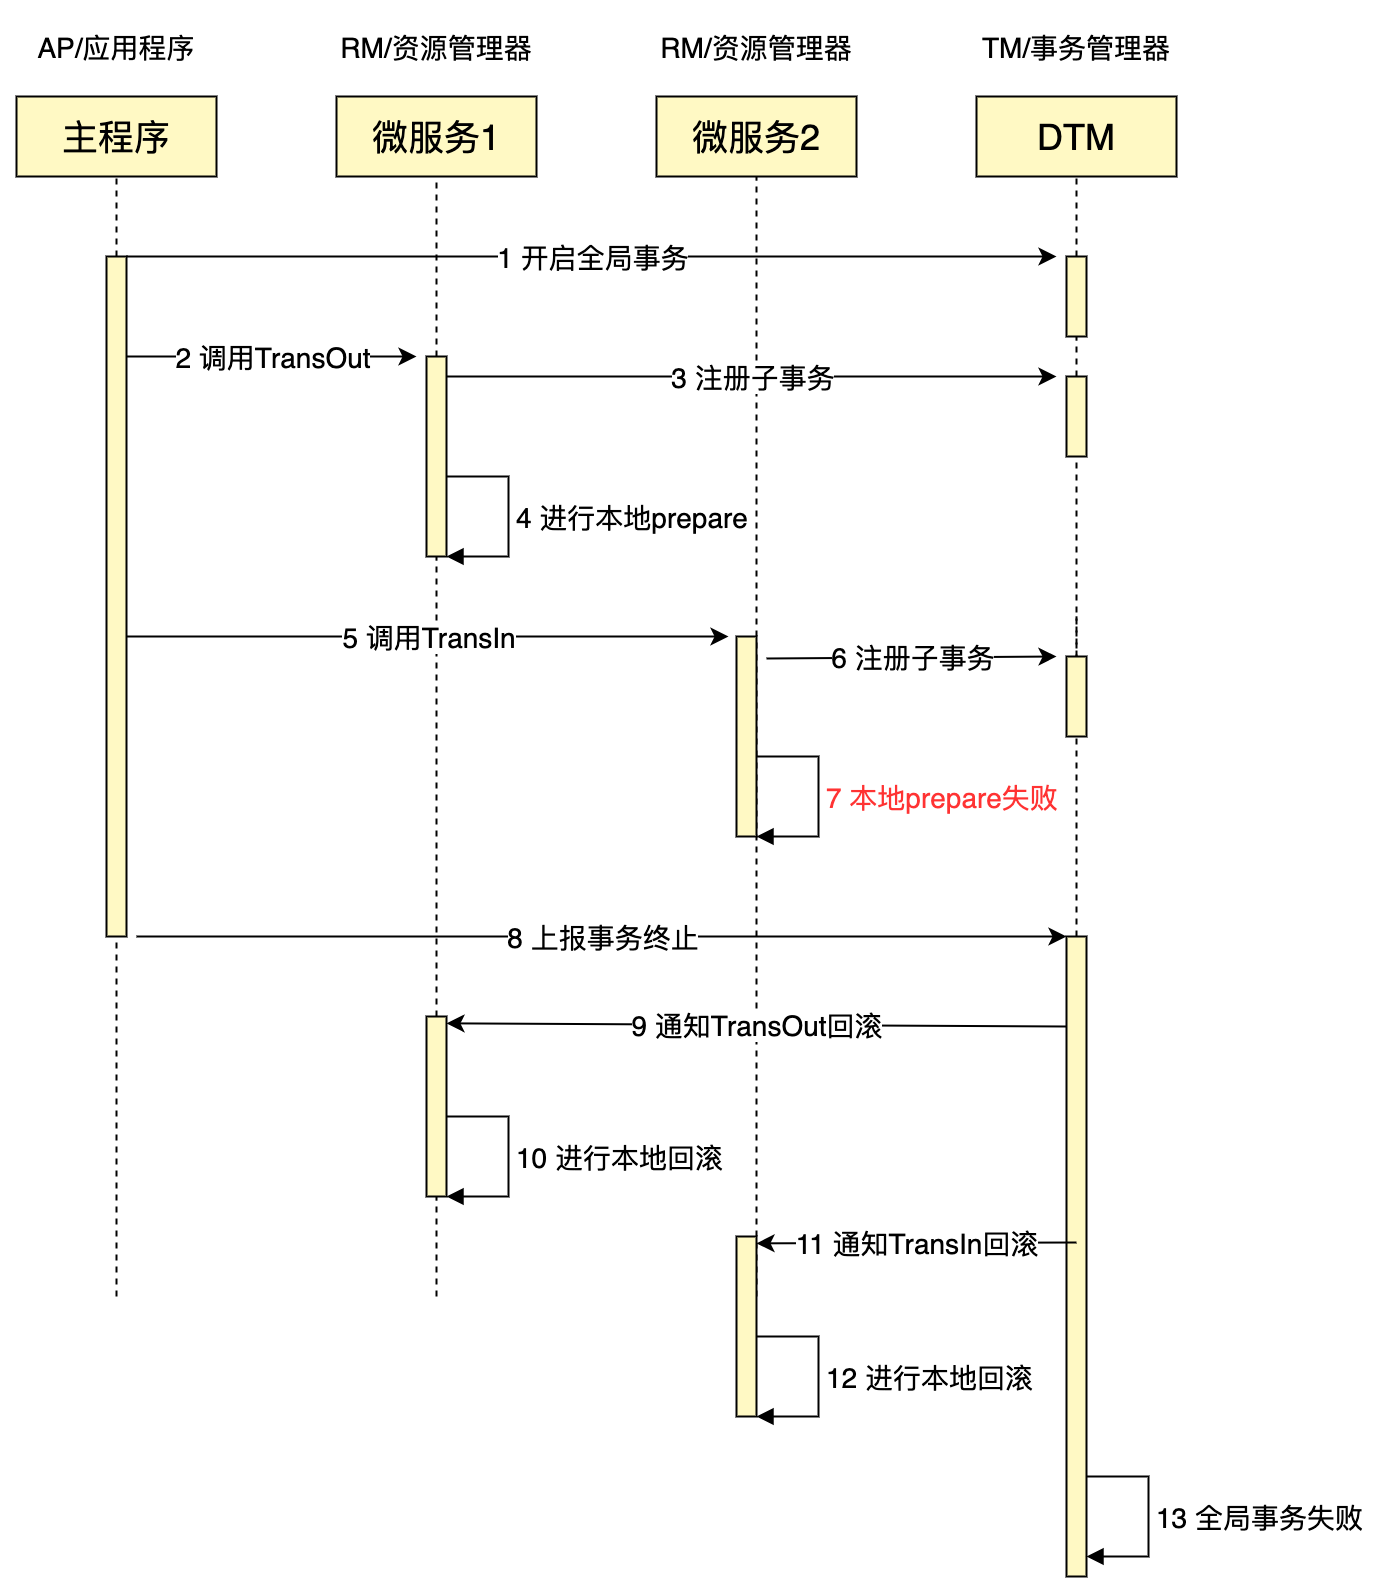 AP/应用程序
RM/资源管理器
RM/资源管理器
TM/事务管理器
主程序
微服务1
微服务2
DTM
1 开启全局事务
2 调用TransOut
3 注册子事务
4 进行本地prepare
5 调用TransIn
6 注册子事务
7 本地prepare失败
8 上报事务终止
9 通知TransOut回滚
10 进行本地回滚
11 通知TransIn回滚
12 进行本地回滚
13 全局事务失败